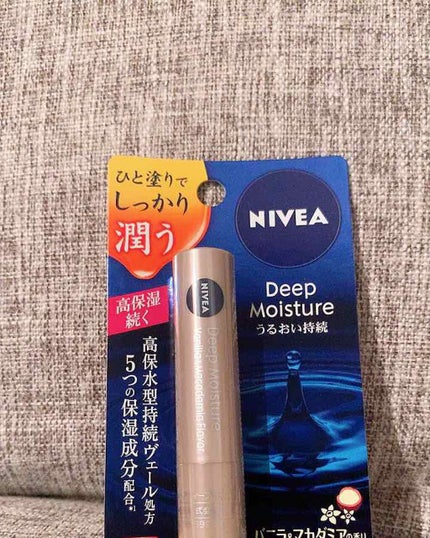 ひと塗りで
しっかり
潤う
NIVEA
Deep
Moisture
うるおい持続
高保湿
続く
高保水型持続ヴェール処方
5つの保湿成分
配合*1
NIVEA
Deep Moisture
Vanilla & Macadamia Flavor
バニラ&マカダミアの香り